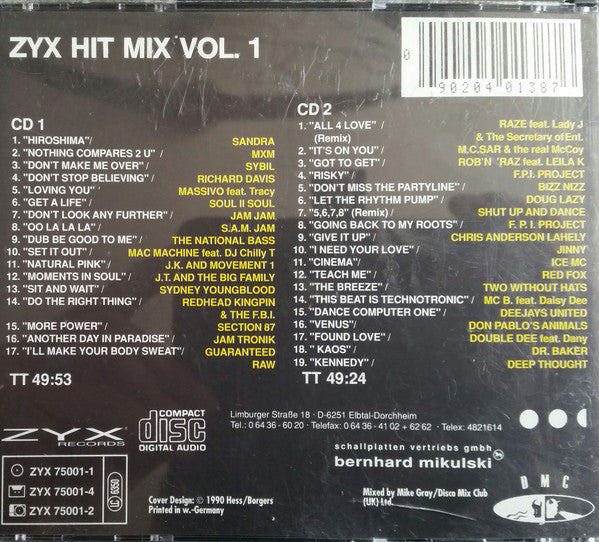 ZYX HIT MIX VOL. 1
0 90204 01387
CD 1
1. "HIROSHIMA"/ SANDRA
2. "NOTHING COMPARES 2 U"/ MXM
3. "DON'T MAKE ME OVER"/ SYBIL
4. "DON'T STOP BELIEVING"/ RICHARD DAVIS
5. "LOVING YOU"/ MASSIVO feat. Tracy
6. "GET A LIFE"/ SOUL II SOUL
7. "DON'T LOOK ANY FURTHER"/ JAM JAM
8. "OO LA LA LA"/ S.A.M. JAM
9. "DUB BE GOOD TO ME"/ THE NATIONAL BASS
10. "SET IT OUT"/ MAC MACHINE feat. DJ Chilly T
11. "NATURAL PINK"/ J.K. AND MOVEMENT 1
12. "MOMENTS IN SOUL"/ J.T. AND THE BIG FAMILY
13. "SIT AND WAIT"/ SYDNEY YOUNGBLOOD
14. "DO THE RIGHT THING"/ REDHEAD KINGPIN
& THE F.B.I.
15. "MORE POWER"/ SECTION 87
16. "ANOTHER DAY IN PARADISE"/ JAM TRONIK
17. "I'LL MAKE YOUR BODY SWEAT"/ GUARANTEED
RAW
TT 49:53
CD 2
1. "ALL 4 LOVE"/ RAZE feat. Lady J
(Remix) & The Secretary of Ent.
2. "IT'S ON YOU"/ M.C.SAR & the real McCoy
3. "GOT TO GET"/ ROB'N 'RAZ feat LEILA K
4. "RISKY"/ F.P.I. PROJECT
5. "DON'T MISS THE PARTYLINE"/ BIZZ NIZZ
6. "LET THE RHYTHM PUMP"/ DOUG LAZY
7. "5,6,7,8" (Remix)/ SHUT UP AND DANCE
8. "GOING BACK TO MY ROOTS"/ F. P. I. PROJECT
9. "GIVE IT UP"/ CHRIS ANDERSON LAHELY
10. "I NEED YOUR LOVE"/ JINNY
11. "CINEMA"/ ICE MC
12. "TEACH ME"/ RED FOX
13. "THE BREEZE"/ TWO WITHOUT HATS
14. "THIS BEAT IS TECHNOTRONIC"/ MC B. feat. Daisy Dee
15. "DANCE COMPUTER ONE"/ DEEJAYS UNITED
16. "VENUS"/ DON PABLO'S ANIMALS
17. "FOUND LOVE"/ DOUBLE DEE feat. Dany
18. " KAOS"/ DR. BAKER
19. "KENNEDY"/ DEEP THOUGHT
TT 49:24
ZYX
RECORDS
COMPACT
disc
DIGITAL AUDIO
Limburger Straße 18 · D-6251 Elbtal-Dorchheim
Tel.: 0 64 36 - 60 20 · Telefax: 0 64 36 - 41 02 + 62 62 · Telex: 4821614
schallplatten vertriebs gmbh
bernhard mikulski
ZYX 75001-1
ZYX 75001-4
ZYX 75001-2
LC 6350
Cover Design: © 1990 Hess/Borgers
Printed in w.-Germany
Mixed by Mike Gray/Disco Mix Club
(UK) Ltd.
DMC